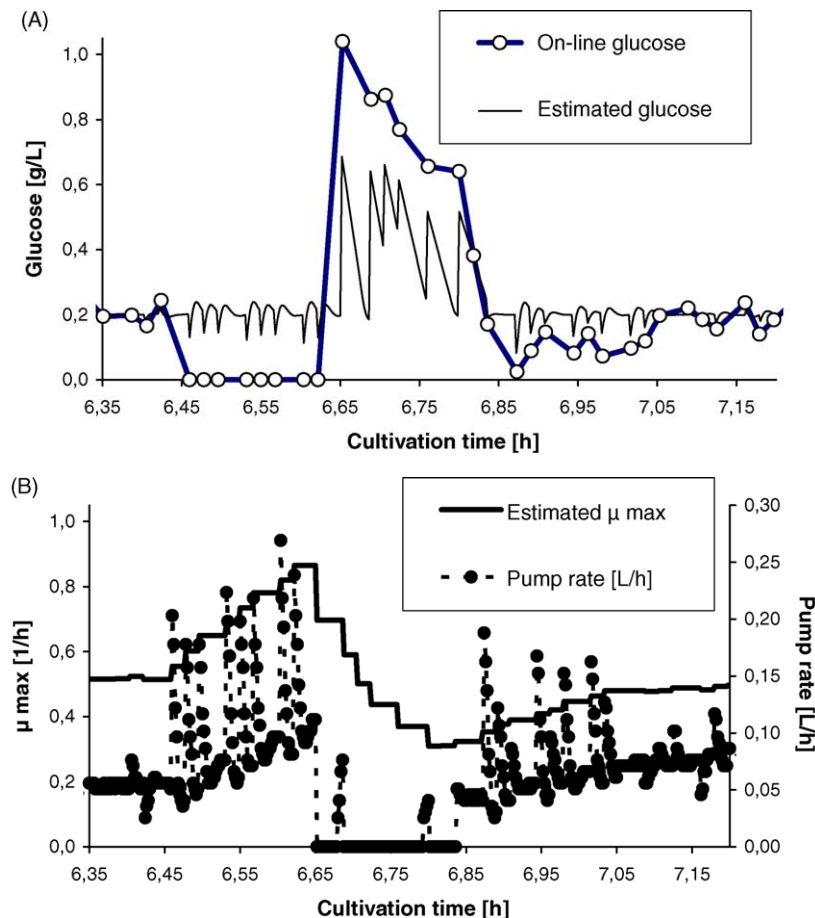 (A)
On-line glucose
Estimated glucose
Glucose [g/L]
1,0
0,8
0,6
0,4
0,2
0,0
6,35 6,45 6,55 6,65 6,75 6,85 6,95 7,05 7,15
Cultivation time [h]
(B)
Estimated μ max
Pump rate [L/h]
μ max [1/h]
1,0
0,8
0,6
0,4
0,2
0,0
0,30
0,25
0,20
0,15
0,10
0,05
0,00
Pump rate [L/h]
6,35 6,45 6,55 6,65 6,75 6,85 6,95 7,05 7,15
Cultivation time [h]